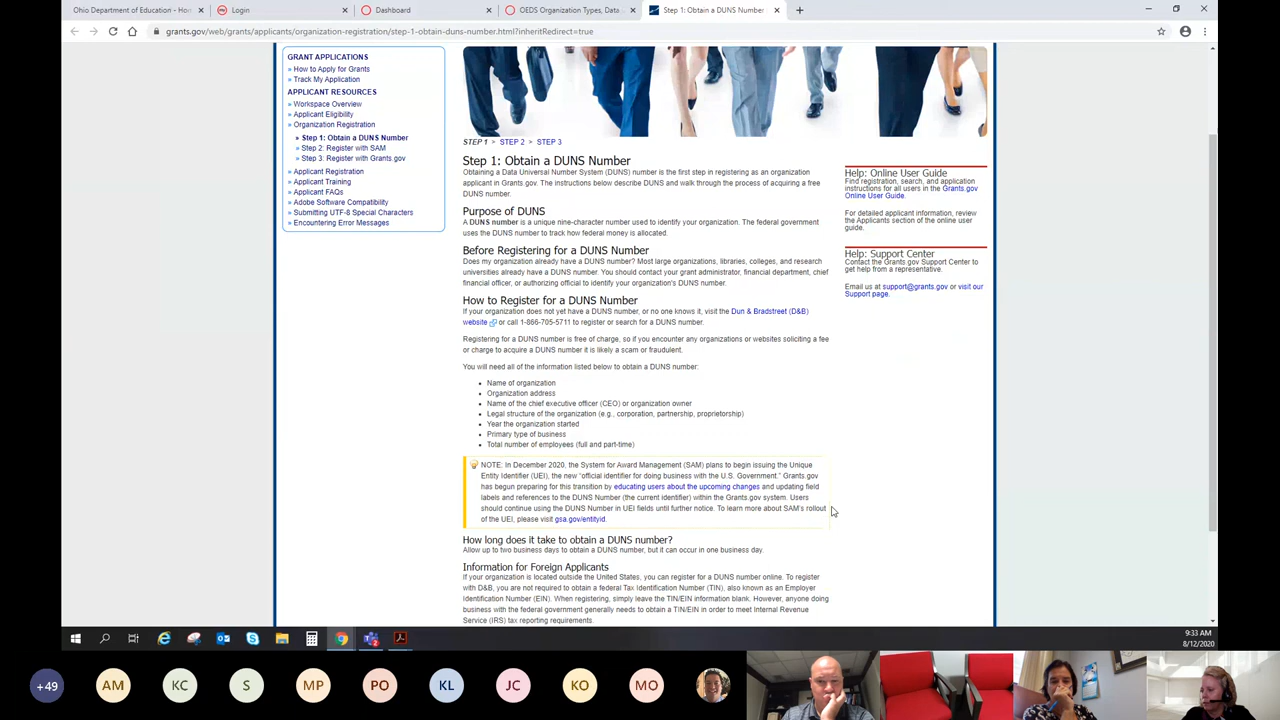 Ohio Department of Education - Ho
Login
Dashboard
OEDS Organization Types, Data
Step 1: Obtain a DUNS Number
grants.gov/web/grants/applicants/organization-registration/step-1-obtain-duns-number.html?inheritRedirect=true
GRANT APPLICATIONS
» How to Apply for Grants
» Track My Application
APPLICANT RESOURCES
» Workspace Overview
» Applicant Eligibility
» Organization Registration
» Step 1: Obtain a DUNS Number
» Step 2: Register with SAM
» Step 3: Register with Grants.gov
» Applicant Registration
» Applicant Training
» Applicant FAQs
» Adobe Software Compatibility
» Submitting UTF-8 Special Characters
» Encountering Error Messages
STEP 1 > STEP 2 > STEP 3
Step 1: Obtain a DUNS Number
Obtaining a Data Universal Number System (DUNS) number is the first step in registering as an organization
applicant in Grants.gov. The instructions below describe DUNS and walk through the process of acquiring a free
DUNS number.
Purpose of DUNS
A DUNS number is a unique nine-character number used to identify your organization. The federal government
uses the DUNS number to track how federal money is allocated.
Before Registering for a DUNS Number
Does my organization already have a DUNS number? Most large organizations, libraries, colleges, and research
universities already have a DUNS number. You should contact your grant administrator, financial department, chief
financial officer, or authorizing official to identify your organization's DUNS number.
How to Register for a DUNS Number
If your organization does not yet have a DUNS number, or no one knows it, visit the Dun & Bradstreet (D&B)
website or call 1-866-705-5711 to register or search for a DUNS number.
Registering for a DUNS number is free of charge, so if you encounter any organizations or websites soliciting a fee
or charge to acquire a DUNS number it is likely a scam or fraudulent.
You will need all of the information listed below to obtain a DUNS number:
• Name of organization
• Organization address
• Name of the chief executive officer (CEO) or organization owner
• Legal structure of the organization (e.g., corporation, partnership, proprietorship)
• Year the organization started
• Primary type of business
• Total number of employees (full and part-time)
NOTE: In December 2020, the System for Award Management (SAM) plans to begin issuing the Unique
Entity Identifier (UEI), the new “official identifier for doing business with the U.S. Government.” Grants.gov
has begun preparing for this transition by educating users about the upcoming changes and updating field
labels and references to the DUNS Number (the current identifier) within the Grants.gov system. Users
should continue using the DUNS Number in UEI fields until further notice. To learn more about SAM's rollout
of the UEI, please visit gsa.gov/entityid.
How long does it take to obtain a DUNS number?
Allow up to two business days to obtain a DUNS number, but it can occur in one business day.
Information for Foreign Applicants
If your organization is located outside the United States, you can register for a DUNS number online. To register
with D&B, you are not required to obtain a federal Tax Identification Number (TIN), also known as an Employer
Identification Number (EIN). When registering, simply leave the TIN/EIN information blank. However, anyone doing
business with the federal government generally needs to obtain a TIN/EIN in order to meet Internal Revenue
Service (IRS) tax reporting requirements.
Help: Online User Guide
Find registration, search, and application
instructions for all users in the Grants.gov
Online User Guide.
For detailed applicant information, review
the Applicants section of the online user
guide.
Help: Support Center
Contact the Grants.gov Support Center to
get help from a representative.
Email us at support@grants.gov or visit our
Support page.
9:33 AM
8/12/2020
+49
AM
KC
S
MP
PO
KL
JC
KO
MO